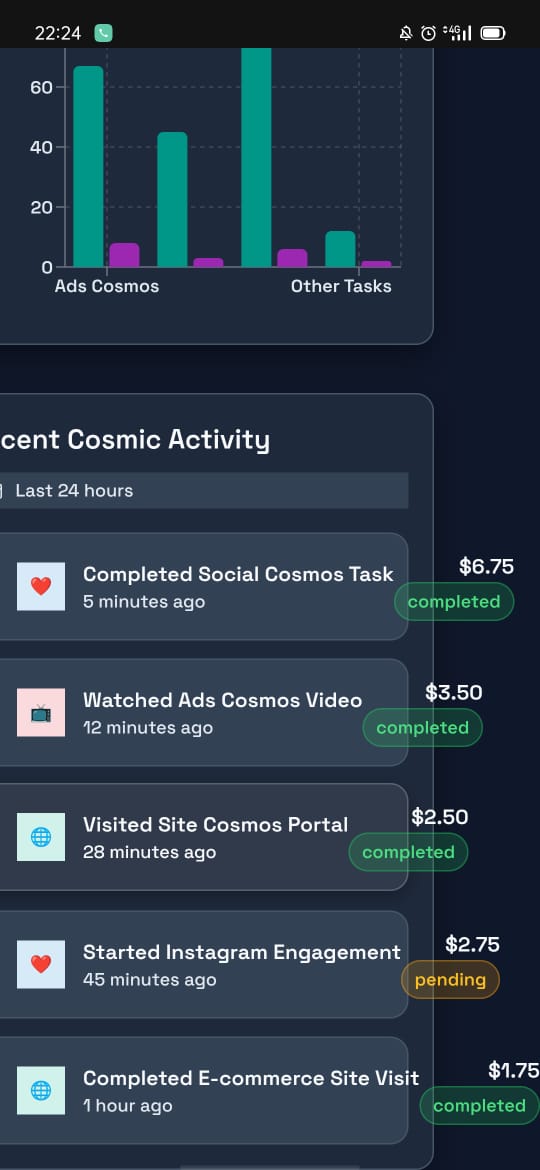 22:24
4G
60
40
20
0
Ads Cosmos
Other Tasks
cent Cosmic Activity
Last 24 hours
Completed Social Cosmos Task
$6.75
5 minutes ago
completed
Watched Ads Cosmos Video
$3.50
12 minutes ago
completed
Visited Site Cosmos Portal
$2.50
28 minutes ago
completed
Started Instagram Engagement
$2.75
45 minutes ago
pending
Completed E-commerce Site Visit
$1.75
1 hour ago
completed